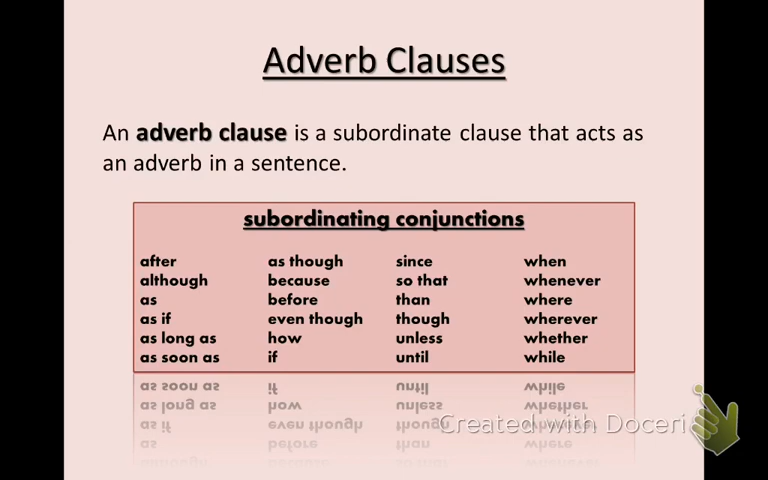 Adverb Clauses
An adverb clause is a subordinate clause that acts as
an adverb in a sentence.
subordinating conjunctions
after as though since when
although because so that whenever
as before than where
as if even though though wherever
as long as how unless whether
as soon as if until while
Created with Doceri